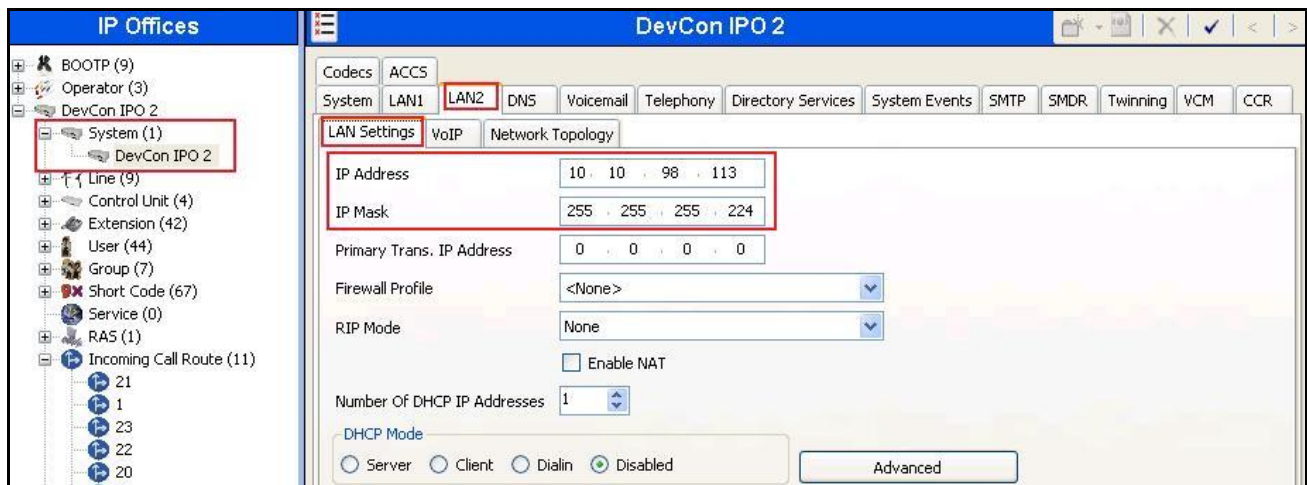 IP Offices
BOOTP (9)
Operator (3)
DevCon IPO 2
System (1)
DevCon IPO 2
Line (9)
Control Unit (4)
Extension (42)
User (44)
Group (7)
Short Code (67)
Service (0)
RAS (1)
Incoming Call Route (11)
21
1
23
22
20
DevCon IPO 2
Codecs ACCS
System LAN1 LAN2 DNS Voicemail Telephony Directory Services System Events SMTP SMDR Twinning VCM CCR
LAN Settings VoIP Network Topology
IP Address 10 . 10 . 98 . 113
IP Mask 255 . 255 . 255 . 224
Primary Trans. IP Address 0 . 0 . 0 . 0
Firewall Profile <None>
RIP Mode None
Enable NAT
Number Of DHCP IP Addresses 1
DHCP Mode
Server Client Dialin Disabled Advanced